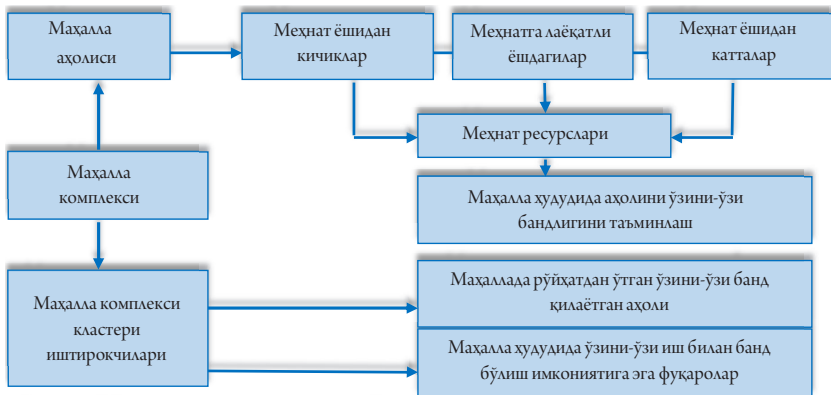 Маҳалла
аҳолиси
Меҳнат ёшидан
кичиклар
Меҳнатга лаёқатли
ёшдагилар
Меҳнат ёшидан
катталар
Меҳнат ресурслари
Маҳалла
комплекси
Маҳалла ҳудудида аҳолини ўзини-ўзи
бандлигини таъминлаш
Маҳалла комплекси
кластери
иштирокчилари
Маҳаллада рўйҳатдан ўтган ўзини-ўзи банд
қилаётган аҳоли
Маҳалла ҳудудида ўзини-ўзи иш билан банд
бўлиш имкониятига эга фуқаролар